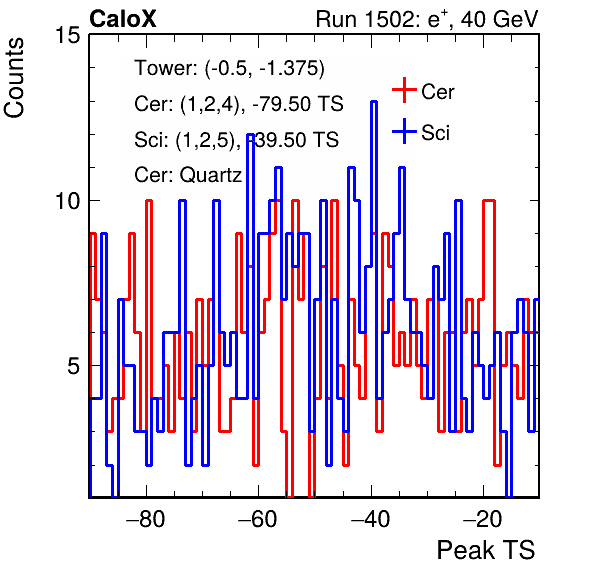 CaloX Run 1502: e+, 40 GeV
Counts
15
Tower: (-0.5, -1.375)
Cer: (1,2,4), -79.50 TS
Sci: (1,2,5), -39.50 TS
Cer: Quartz
Cer
Sci
10
5
−80 −60 −40 −20
Peak TS